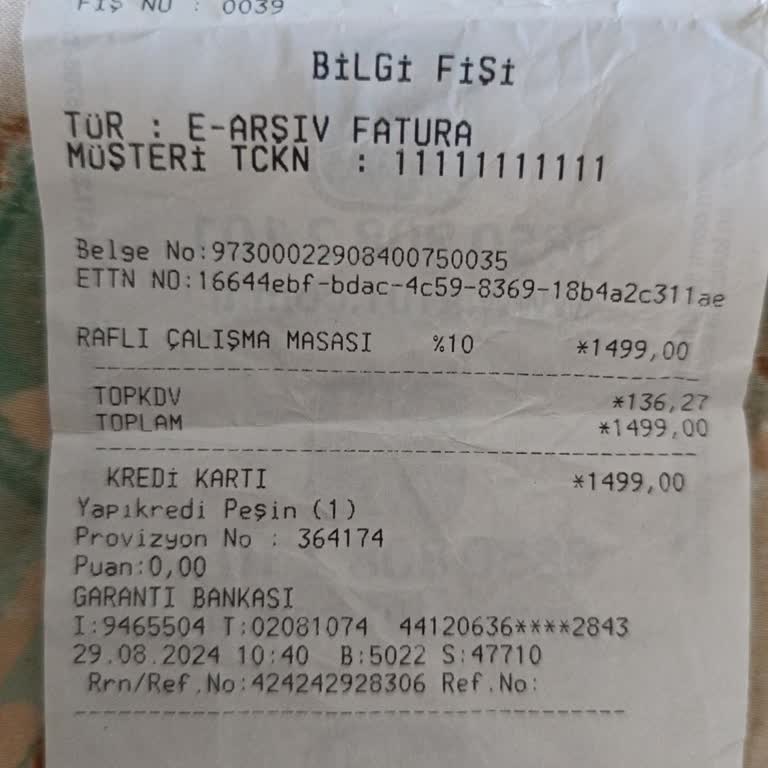 FİŞ NO : 0039
BİLGİ FİŞİ
TÜR : E-ARŞIV FATURA
MÜŞTERİ TCKN : 11111111111
Belge No:97300022908400750035
ETTN NO:16644ebf-bdac-4c59-8369-18b4a2c311ae
RAFLI ÇALIŞMA MASASI %10 *1499,00
TOPKDV *136,27
TOPLAM *1499,00
KREDİ KARTI *1499,00
Yapıkredi Peşin (1)
Provizyon No : 364174
Puan:0,00
GARANTI BANKASI
I:9465504 T:02081074 44120636****2843
29.08.2024 10:40 B:5022 S:47710
Rrn/Ref.No:424242928306 Ref.No: